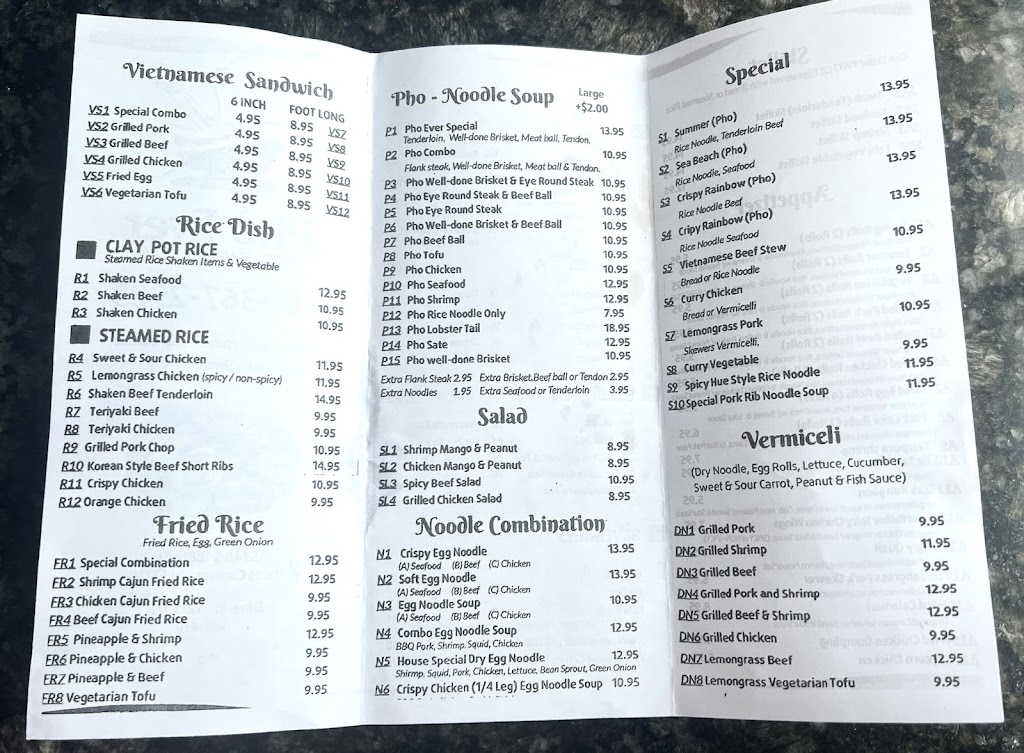 Vietnamese Sandwich
6 INCH FOOT LONG
VS1 Special Combo 4.95 8.95 VS7
VS2 Grilled Pork 4.95 8.95 VS8
VS3 Grilled Beef 4.95 8.95 VS9
VS4 Grilled Chicken 4.95 8.95 VS10
VS5 Fried Egg 4.95 8.95 VS11
VS6 Vegetarian Tofu 4.95 8.95 VS12
Rice Dish
CLAY POT RICE
Steamed Rice Shaken Items & Vegetable
R1 Shaken Seafood 12.95
R2 Shaken Beef 10.95
R3 Shaken Chicken 10.95
STEAMED RICE
R4 Sweet & Sour Chicken 11.95
R5 Lemongrass Chicken (spicy / non-spicy) 11.95
R6 Shaken Beef Tenderloin 14.95
R7 Teriyaki Beef 9.95
R8 Teriyaki Chicken 9.95
R9 Grilled Pork Chop 10.95
R10 Korean Style Beef Short Ribs 14.95
R11 Crispy Chicken 10.95
R12 Orange Chicken 9.95
Fried Rice
Fried Rice, Egg, Green Onion
FR1 Special Combination 12.95
FR2 Shrimp Cajun Fried Rice 12.95
FR3 Chicken Cajun Fried Rice 9.95
FR4 Beef Cajun Fried Rice 9.95
FR5 Pineapple & Shrimp 12.95
FR6 Pineapple & Chicken 9.95
FR7 Pineapple & Beef 9.95
FR8 Vegetarian Tofu 9.95
Pho - Noodle Soup
Large
+$2.00
P1 Pho Ever Special 13.95
Tenderloin, Well-done Brisket, Meat ball, Tendon.
P2 Pho Combo 10.95
Flank steak, Well-done Brisket, Meat ball & Tendon.
P3 Pho Well-done Brisket & Eye Round Steak 10.95
P4 Pho Eye Round Steak & Beef Ball 10.95
P5 Pho Eye Round Steak 10.95
P6 Pho Well-done Brisket & Beef Ball 10.95
P7 Pho Beef Ball 10.95
P8 Pho Tofu 10.95
P9 Pho Chicken 10.95
P10 Pho Seafood 12.95
P11 Pho Shrimp 12.95
P12 Pho Rice Noodle Only 7.95
P13 Pho Lobster Tail 18.95
P14 Pho Sate 12.95
P15 Pho well-done Brisket 10.95
Extra Flank Steak 2.95 Extra Brisket.Beef ball or Tendon 2.95
Extra Noodles 1.95 Extra Seafood or Tenderloin 3.95
Salad
SL1 Shrimp Mango & Peanut 8.95
SL2 Chicken Mango & Peanut 8.95
SL3 Spicy Beef Salad 10.95
SL4 Grilled Chicken Salad 8.95
Noodle Combination
N1 Crispy Egg Noodle 13.95
(A) Seafood (B) Beef (C) Chicken
N2 Soft Egg Noodle 13.95
(A) Seafood (B) Beef (C) Chicken
N3 Egg Noodle Soup 10.95
(A) Seafood (B) Beef (C) Chicken
N4 Combo Egg Noodle Soup 12.95
BBQ Pork, Shrimp. Squid, Chicken
N5 House Special Dry Egg Noodle 12.95
Shirmp. Squid, Pork, Chicken, Lettuce, Bean Sprout, Green Onion
N6 Crispy Chicken (1/4 Leg) Egg Noodle Soup 10.95
Special
S1 Summer (Pho) 13.95
Rice Noodle, Tenderloin Beef
S2 Sea Beach (Pho) 13.95
Rice Noodle, Seafood
S3 Crispy Rainbow (Pho) 13.95
Rice Noodle Beef
S4 Cripy Rainbow (Pho) 13.95
Rice Noodle Seafood
S5 Vietnamese Beef Stew 10.95
Bread or Rice Noodle
S6 Curry Chicken 9.95
Bread or Vermicelli
S7 Lemongrass Pork 10.95
Skewers Vermicelli,
S8 Curry Vegetable 9.95
S9 Spicy Hue Style Rice Noodle 11.95
S10 Special Pork Rib Noodle Soup 11.95
Vermiceli
(Dry Noodle, Egg Rolls, Lettuce, Cucumber,
Sweet & Sour Carrot, Peanut & Fish Sauce)
DN1 Grilled Pork 9.95
DN2 Grilled Shrimp 11.95
DN3 Grilled Beef 9.95
DN4 Grilled Pork and Shrimp 12.95
DN5 Grilled Beef & Shrimp 12.95
DN6 Grilled Chicken 9.95
DN7 Lemongrass Beef 12.95
DN8 Lemongrass Vegetarian Tofu 9.95